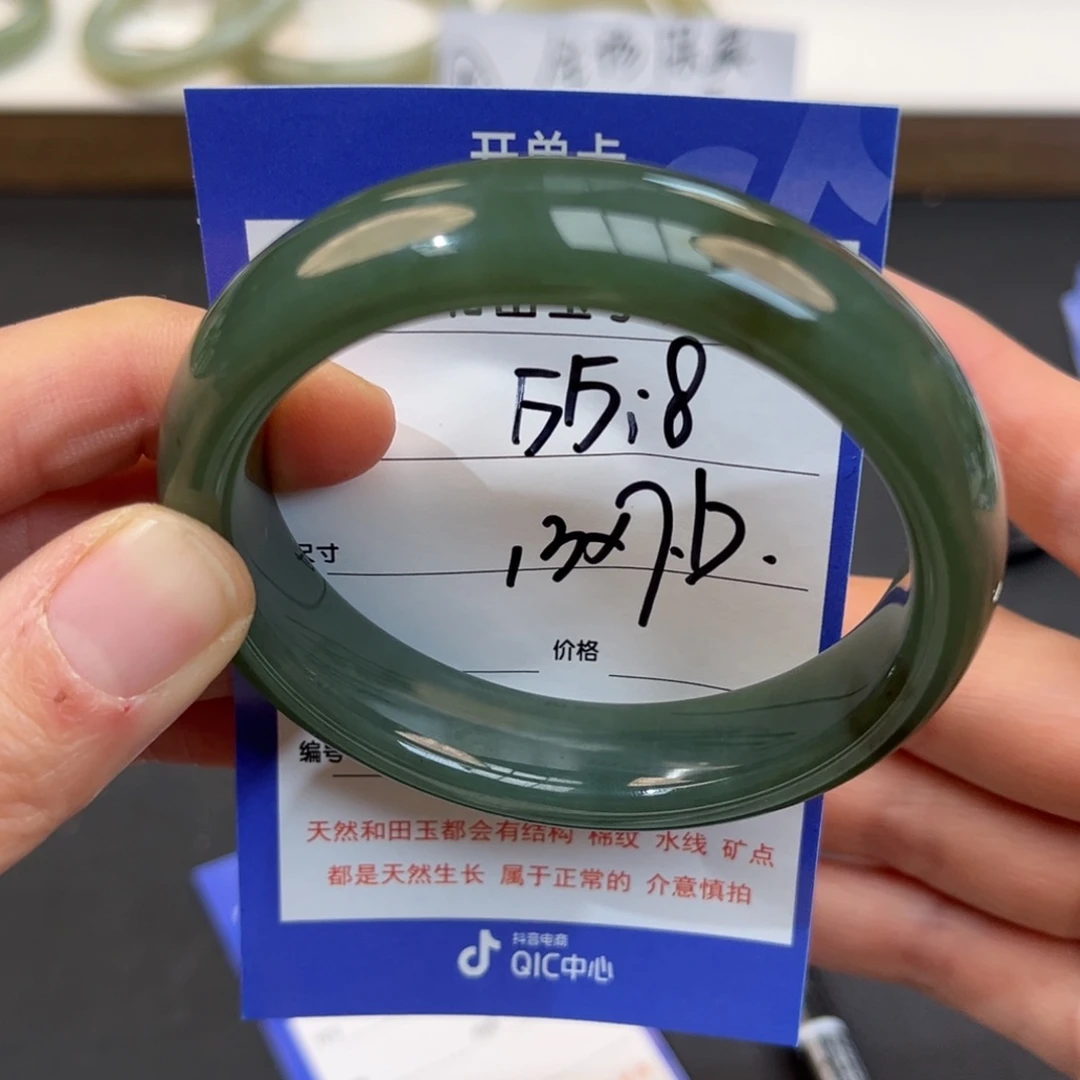 开单卡
55.8
尺寸
13x7.b.
价格
编号
天然和田玉都会有结构 棉纹 水线 矿点
都是天然生长 属于正常的 介意慎拍
抖音电商
QIC中心